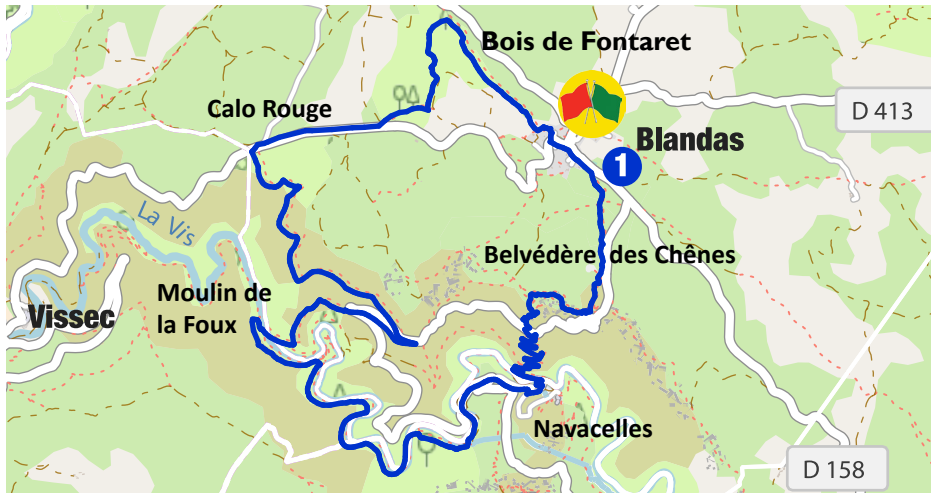 Bois de Fontaret
Calo Rouge
D 413
Blandas
1
La Vis
Belvédère des Chênes
Moulin de
la Foux
Vissec
Navacelles
D 158